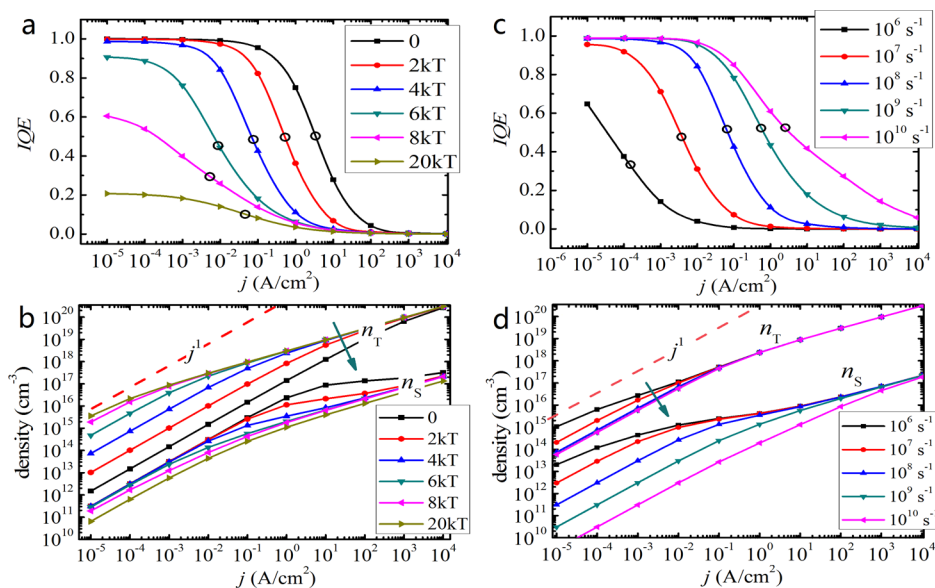 a
1.0
0.8
0.6
0.4
0.2
0.0
IQE
0
2kT
4kT
6kT
8kT
20kT
10⁻⁵ 10⁻⁴ 10⁻³ 10⁻² 10⁻¹ 10⁰ 10¹ 10² 10³ 10⁴
j (A/cm²)
c
1.0
0.8
0.6
0.4
0.2
0.0
IQE
10⁶ s⁻¹
10⁷ s⁻¹
10⁸ s⁻¹
10⁹ s⁻¹
10¹⁰ s⁻¹
10⁻⁶ 10⁻⁵ 10⁻⁴ 10⁻³ 10⁻² 10⁻¹ 10⁰ 10¹ 10² 10³ 10⁴
j (A/cm²)
b
10²⁰
10¹⁹
10¹⁸
10¹⁷
10¹⁶
10¹⁵
10¹⁴
10¹³
10¹²
10¹¹
10¹⁰
density (cm⁻³)
j¹
n_T
n_S
0
2kT
4kT
6kT
8kT
20kT
10⁻⁵ 10⁻⁴ 10⁻³ 10⁻² 10⁻¹ 10⁰ 10¹ 10² 10³ 10⁴
j (A/cm²)
d
10²⁰
10¹⁹
10¹⁸
10¹⁷
10¹⁶
10¹⁵
10¹⁴
10¹³
10¹²
10¹¹
10¹⁰
density (cm⁻³)
j¹
n_T
n_S
10⁶ s⁻¹
10⁷ s⁻¹
10⁸ s⁻¹
10⁹ s⁻¹
10¹⁰ s⁻¹
10⁻⁵ 10⁻⁴ 10⁻³ 10⁻² 10⁻¹ 10⁰ 10¹ 10² 10³ 10⁴
j (A/cm²)